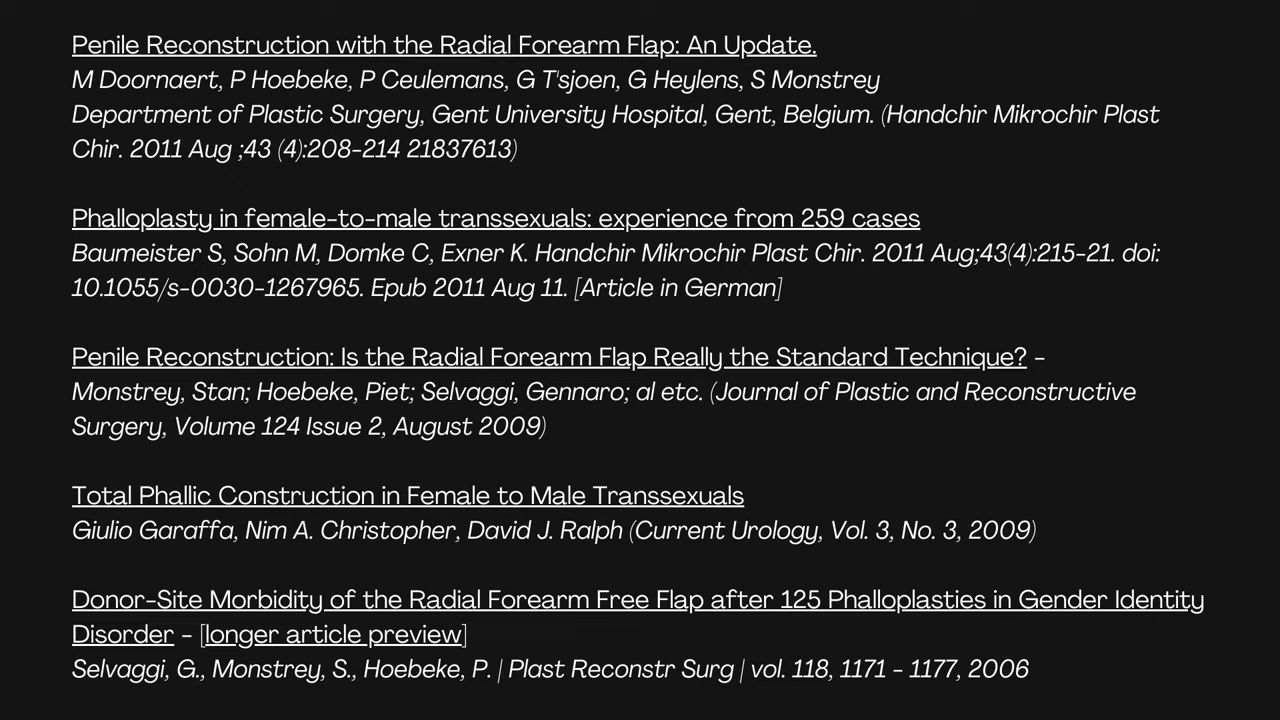 Penile Reconstruction with the Radial Forearm Flap: An Update.
M Doornaert, P Hoebeke, P Ceulemans, G T'sjoen, G Heylens, S Monstrey
Department of Plastic Surgery, Gent University Hospital, Gent, Belgium. (Handchir Mikrochir Plast
Chir. 2011 Aug ;43 (4):208-214 21837613)
Phalloplasty in female-to-male transsexuals: experience from 259 cases
Baumeister S, Sohn M, Domke C, Exner K. Handchir Mikrochir Plast Chir. 2011 Aug;43(4):215-21. doi:
10.1055/s-0030-1267965. Epub 2011 Aug 11. [Article in German]
Penile Reconstruction: Is the Radial Forearm Flap Really the Standard Technique? -
Monstrey, Stan; Hoebeke, Piet; Selvaggi, Gennaro; al etc. (Journal of Plastic and Reconstructive
Surgery, Volume 124 Issue 2, August 2009)
Total Phallic Construction in Female to Male Transsexuals
Giulio Garaffa, Nim A. Christopher, David J. Ralph (Current Urology, Vol. 3, No. 3, 2009)
Donor-Site Morbidity of the Radial Forearm Free Flap after 125 Phalloplasties in Gender Identity
Disorder - [longer article preview]
Selvaggi, G., Monstrey, S., Hoebeke, P. | Plast Reconstr Surg | vol. 118, 1171 - 1177, 2006